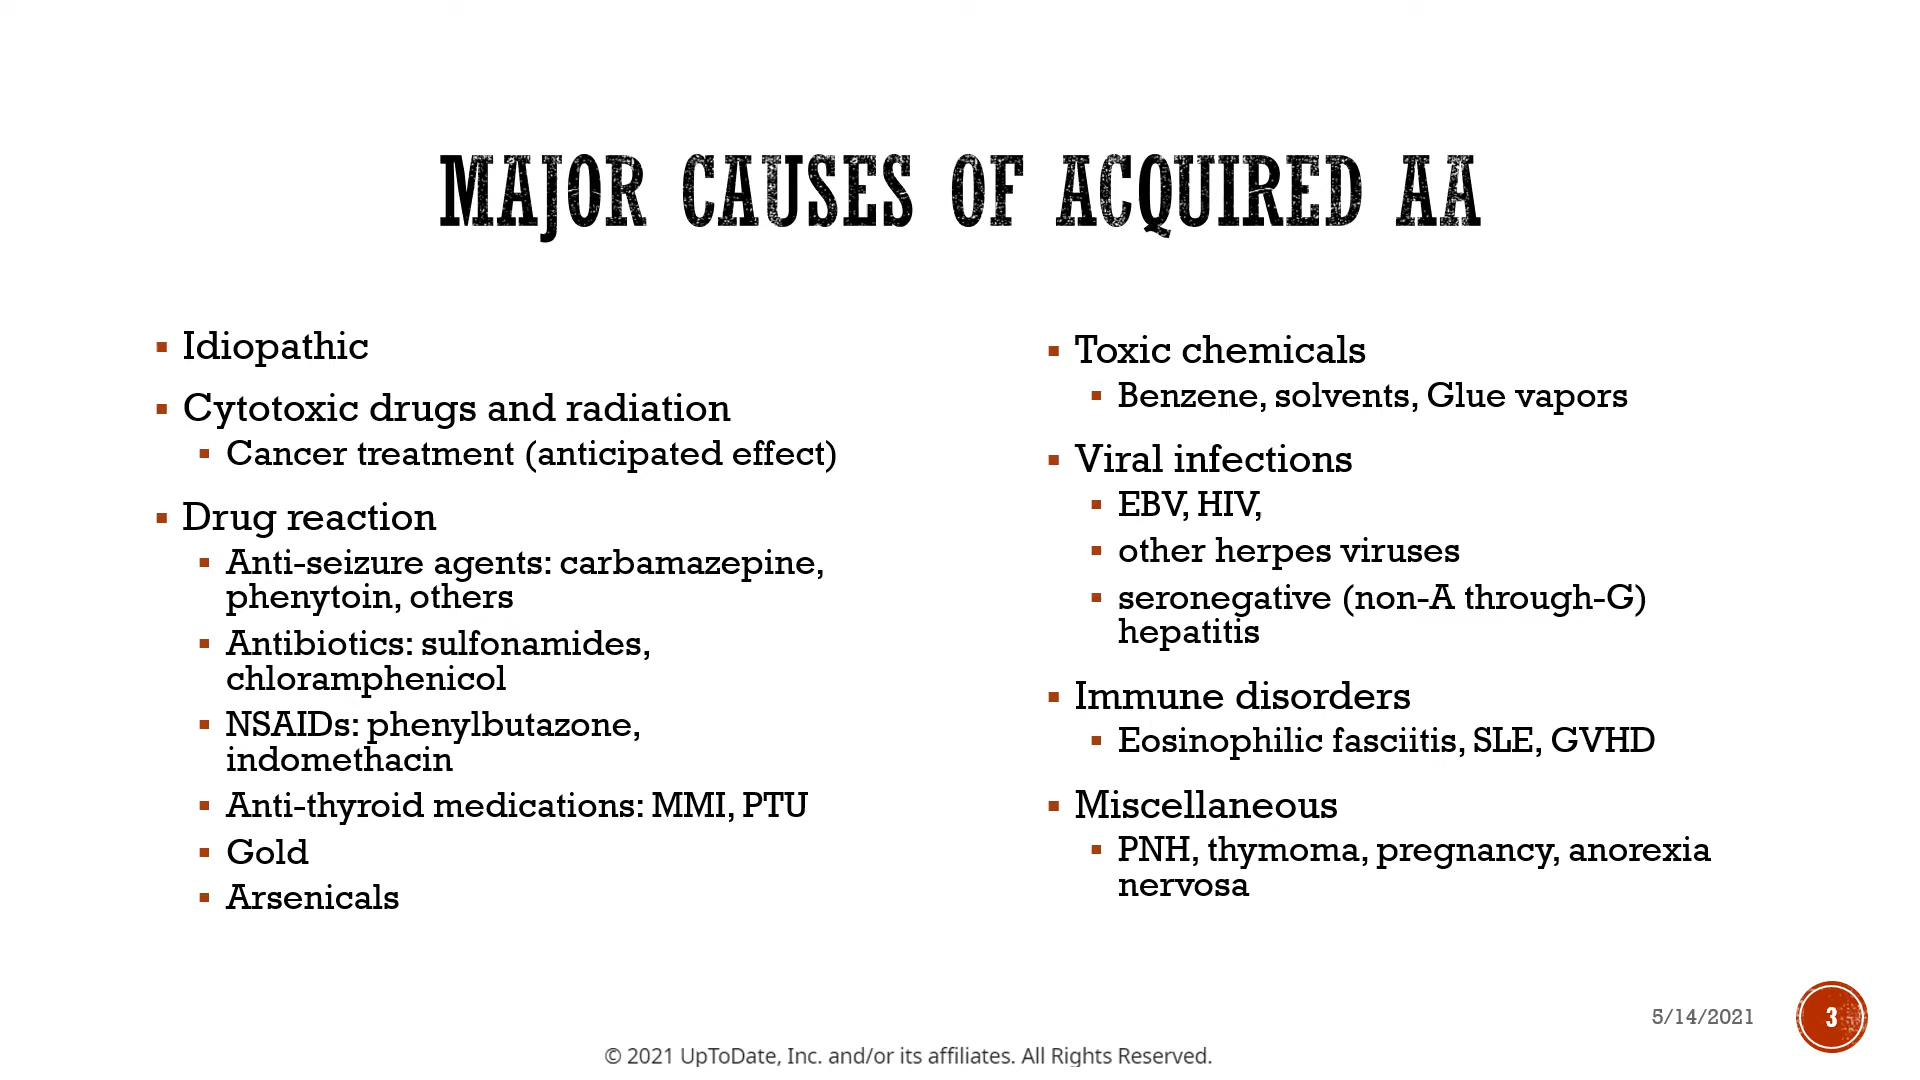 MAJOR CAUSES OF ACQUIRED AA
Idiopathic
Cytotoxic drugs and radiation
Cancer treatment (anticipated effect)
Drug reaction
Anti-seizure agents: carbamazepine,
phenytoin, others
Antibiotics: sulfonamides,
chloramphenicol
NSAIDs: phenylbutazone,
indomethacin
Anti-thyroid medications: MMI, PTU
Gold
Arsenicals
Toxic chemicals
Benzene, solvents, Glue vapors
Viral infections
EBV, HIV,
other herpes viruses
seronegative (non-A through-G)
hepatitis
Immune disorders
Eosinophilic fasciitis, SLE, GVHD
Miscellaneous
PNH, thymoma, pregnancy, anorexia
nervosa
5/14/2021
3
© 2021 UpToDate, Inc. and/or its affiliates. All Rights Reserved.